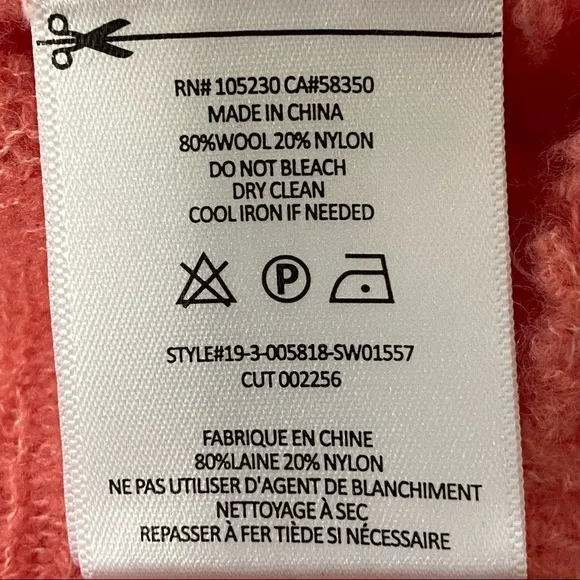 RN# 105230 CA#58350
MADE IN CHINA
80%WOOL 20% NYLON
DO NOT BLEACH
DRY CLEAN
COOL IRON IF NEEDED
P
STYLE#19-3-005818-SW01557
CUT 002256
FABRIQUE EN CHINE
80%LAINE 20% NYLON
NE PAS UTILISER D'AGENT DE BLANCHIMENT
NETTOYAGE À SEC
REPASSER À FER TIÈDE SI NÉCESSAIRE